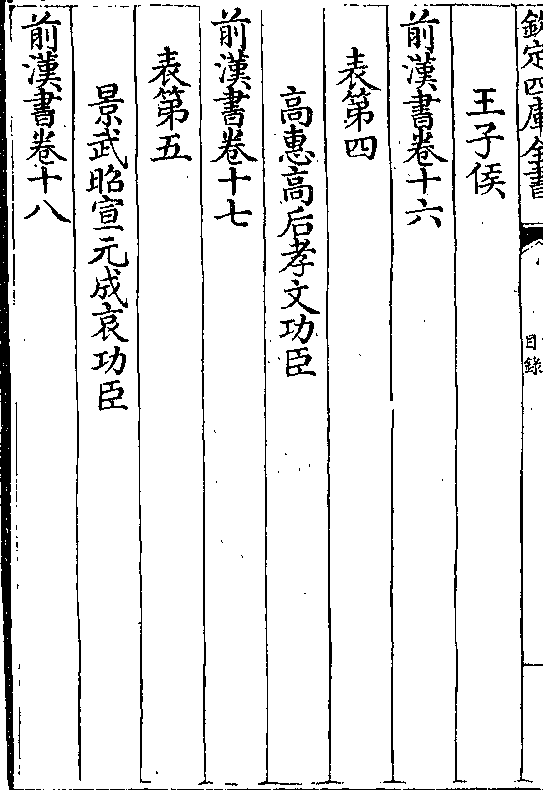 欽定四庫全書
目錄
王子侯
前漢書卷十六
表第四
高惠高后孝文功臣
前漢書卷十七
表第五
景武昭宣元成哀功臣
前漢書卷十八